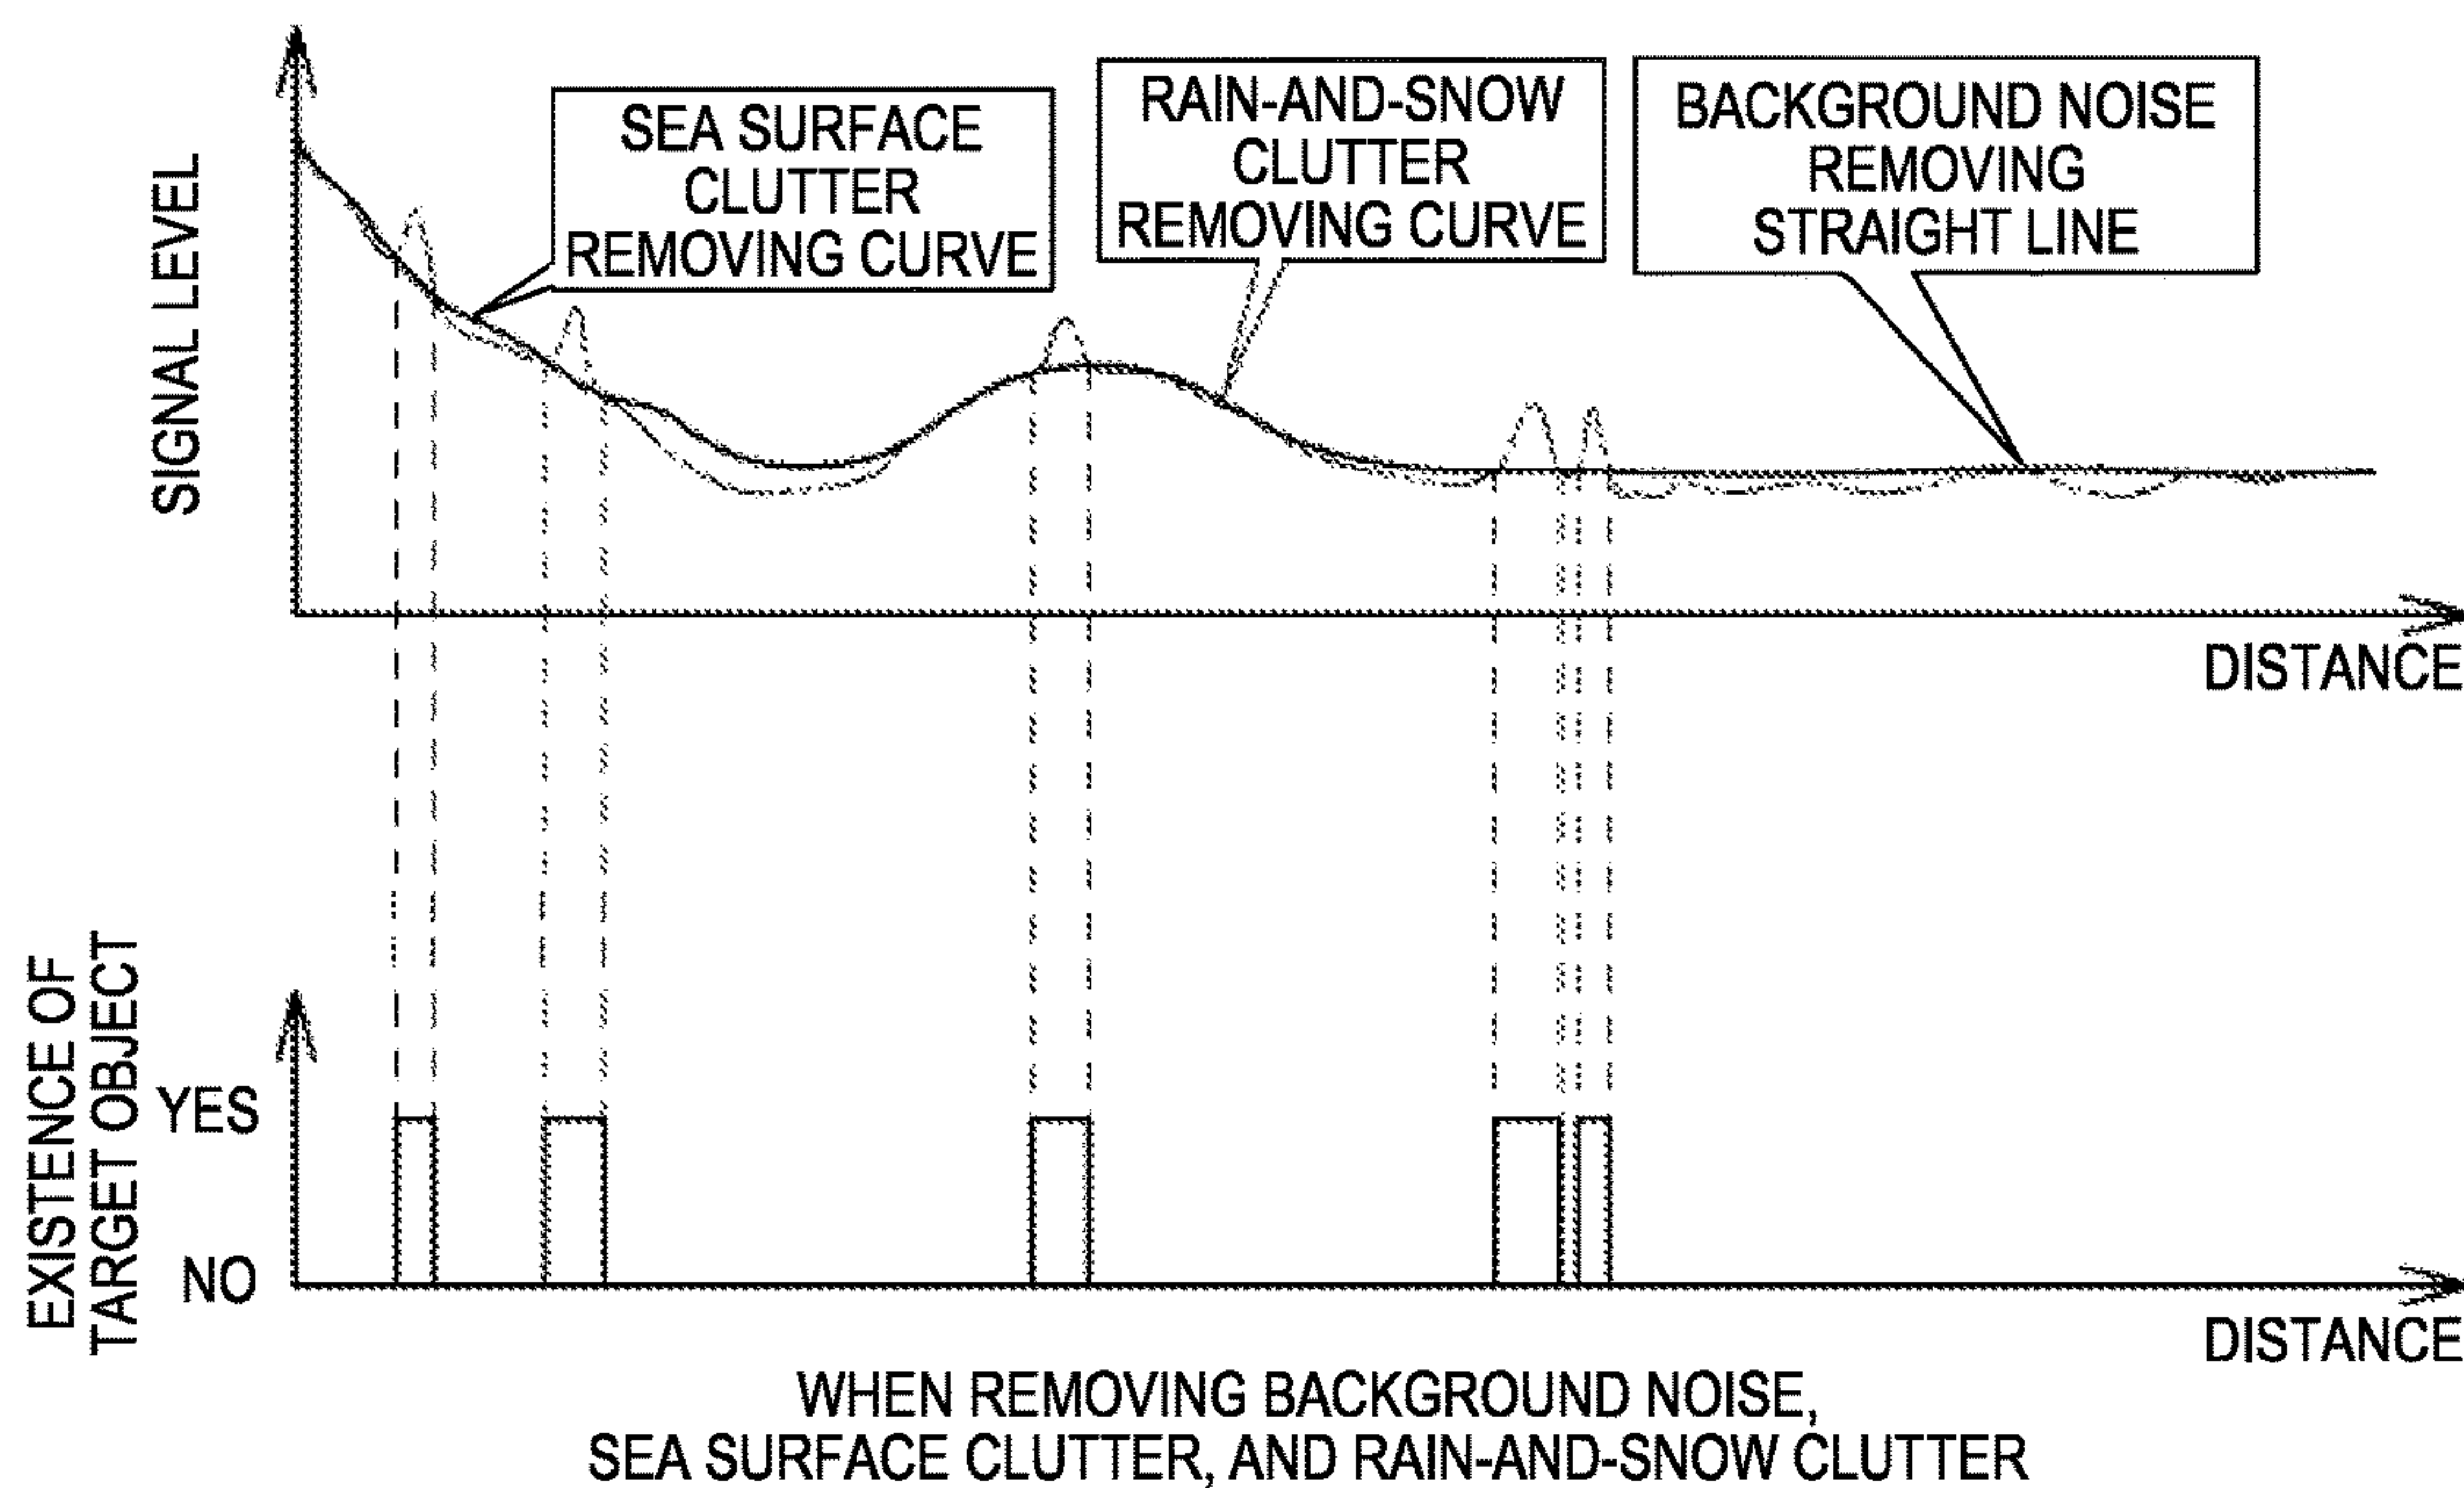 SEA SURFACE
CLUTTER
REMOVING CURVE
RAIN-AND-SNOW
CLUTTER
REMOVING CURVE
BACKGROUND NOISE
REMOVING
STRAIGHT LINE
SIGNAL LEVEL
DISTANCE
EXISTENCE OF
TARGET OBJECT
YES
NO
DISTANCE
WHEN REMOVING BACKGROUND NOISE,
SEA SURFACE CLUTTER, AND RAIN-AND-SNOW CLUTTER